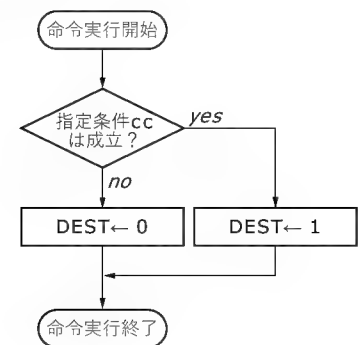 命令実行開始
指定条件cc
は成立？
yes
no
DEST← 0
DEST← 1
命令実行終了